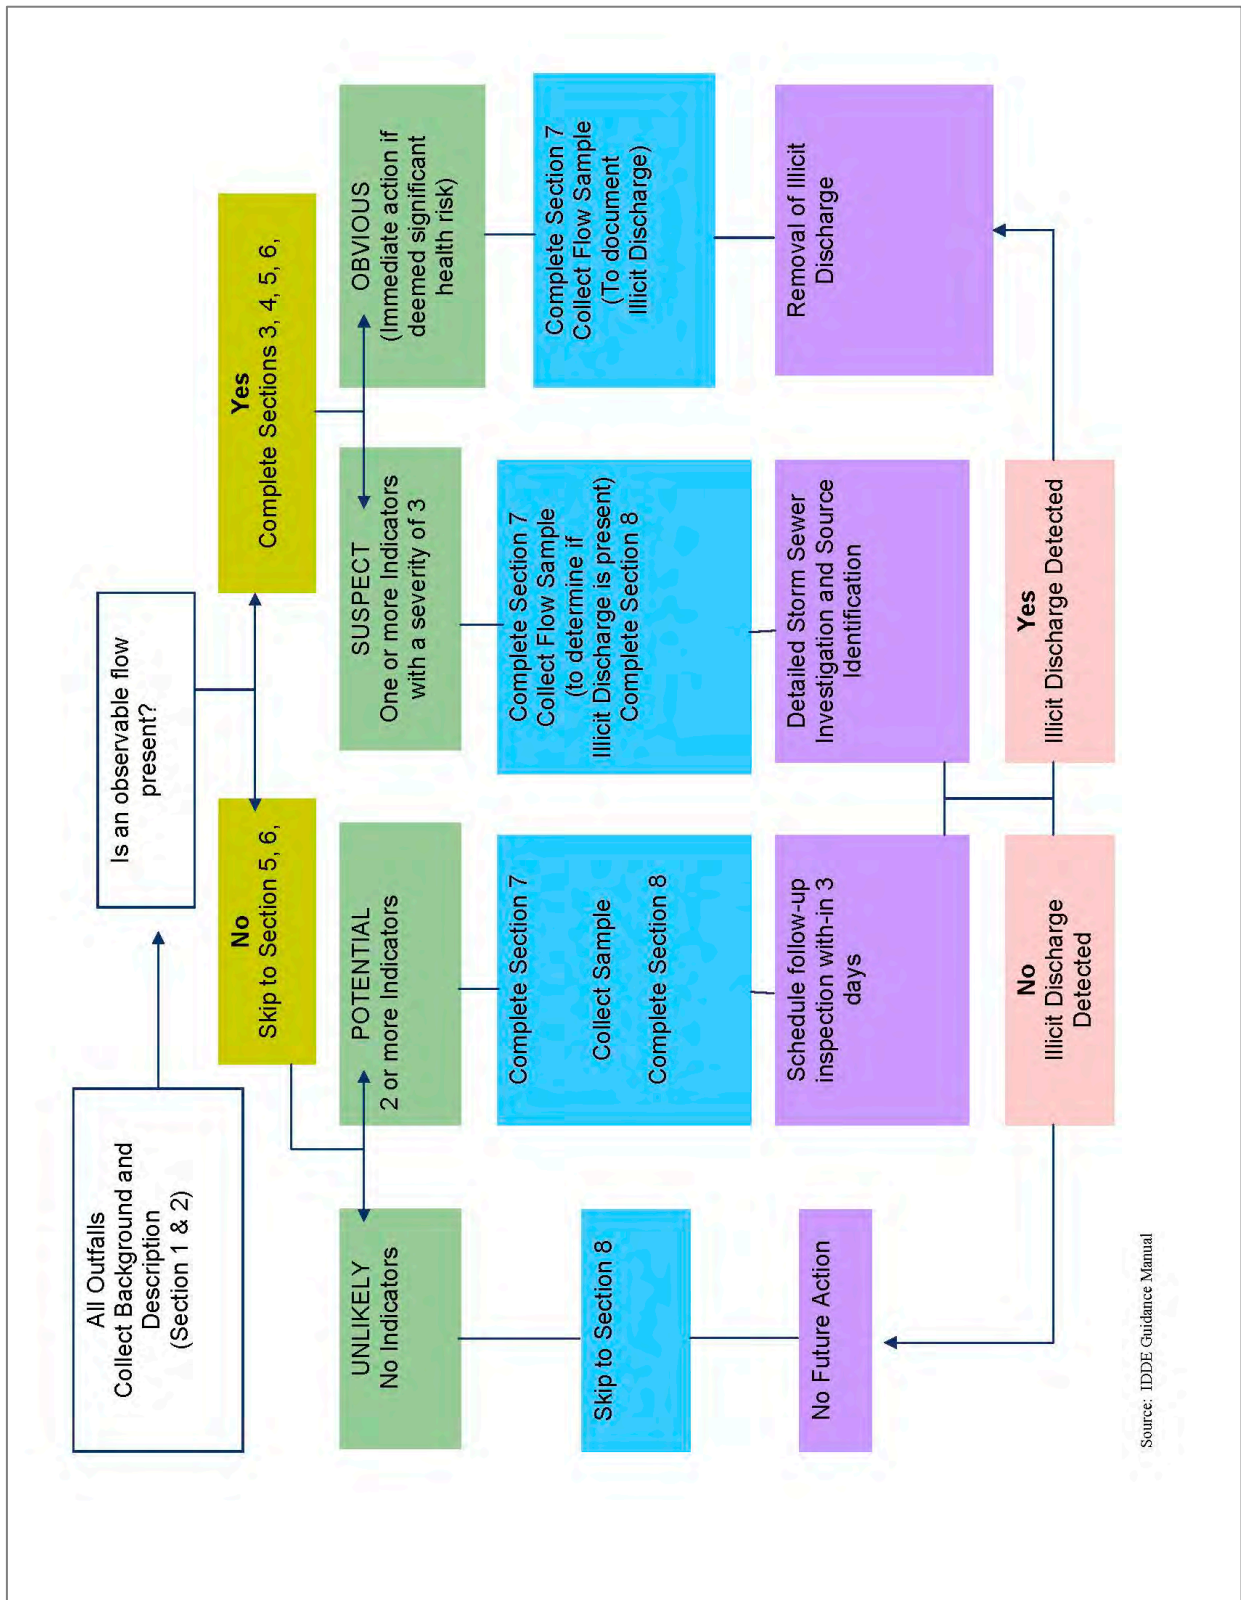 All Outfalls
Collect Background and
Description
(Section 1 & 2)
Is an observable flow
present?
No
Skip to Section 5, 6,
Yes
Complete Sections 3, 4, 5, 6,
UNLIKELY
No Indicators
POTENTIAL
2 or more Indicators
SUSPECT
One or more Indicators
with a severity of 3
OBVIOUS
(Immediate action if
deemed significant
health risk)
Skip to Section 8
Complete Section 7
Collect Sample
Complete Section 8
Complete Section 7
Collect Flow Sample
(to determine if
Illicit Discharge is present)
Complete Section 8
Complete Section 7
Collect Flow Sample
(To document
Illicit Discharge)
No Future Action
Schedule follow-up
inspection with-in 3
days
Detailed Storm Sewer
Investigation and Source
Identification
Removal of Illicit
Discharge
No
Illicit Discharge
Detected
Yes
Illicit Discharge Detected
Source: IDDE Guidance Manual